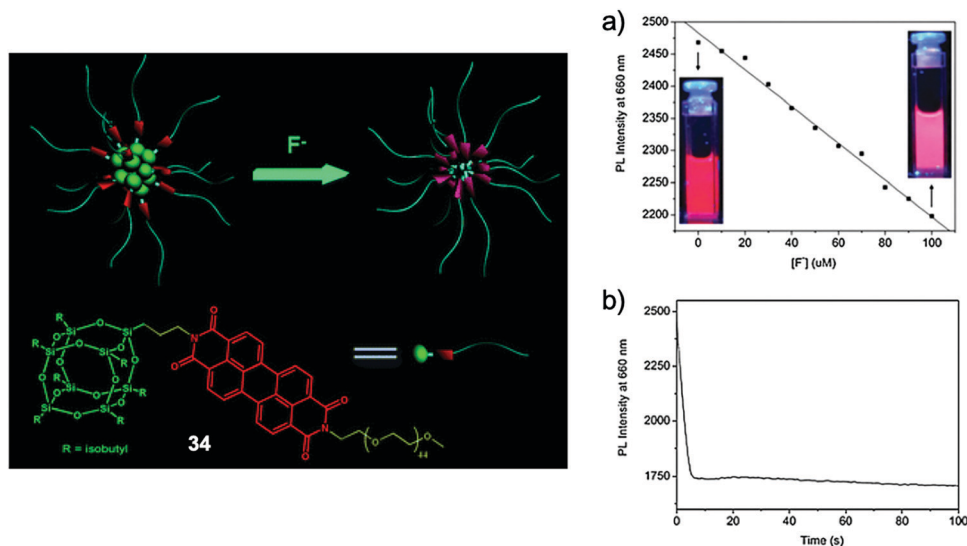 F-
R
Si
O
N
R = isobutyl
34
a)
PL Intensity at 660 nm
2500
2450
2400
2350
2300
2250
2200
0 20 40 60 80 100
[F-] (uM)
b)
PL Intensity at 660 nm
2500
2250
2000
1750
0 20 40 60 80 100
Time (s)